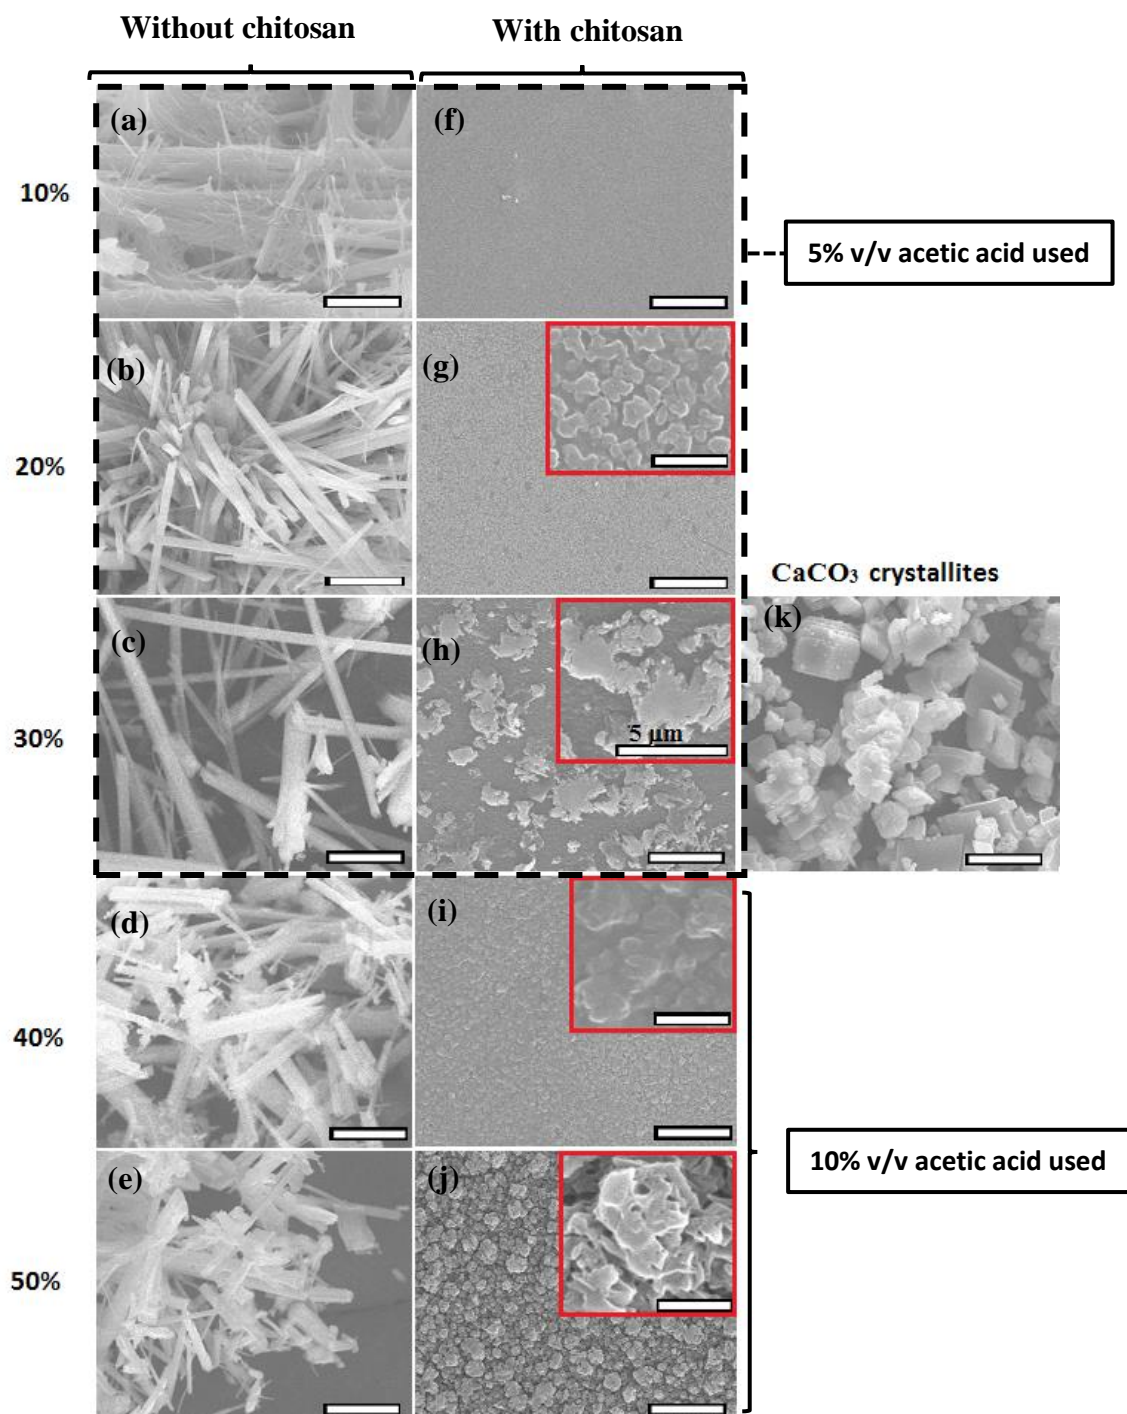 Without chitosan
With chitosan
(a)
(f)
10%
5% v/v acetic acid used
(b)
(g)
20%
CaCO₃ crystallites
(c)
(h)
(k)
30%
5 µm
(d)
(i)
40%
10% v/v acetic acid used
(e)
(j)
50%